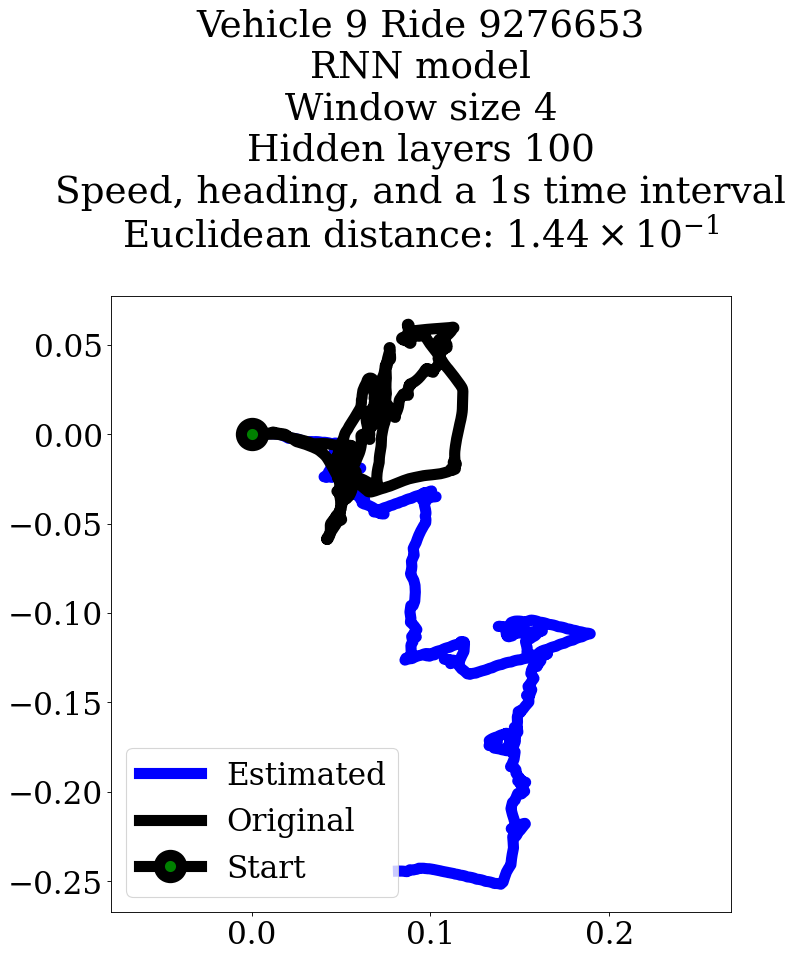 Vehicle 9 Ride 9276653
RNN model
Window size 4
Hidden layers 100
Speed, heading, and a 1s time interval
Euclidean distance: 1.44 × 10⁻¹
0.05
0.00
−0.05
−0.10
−0.15
−0.20
−0.25
Estimated
Original
Start
0.0 0.1 0.2